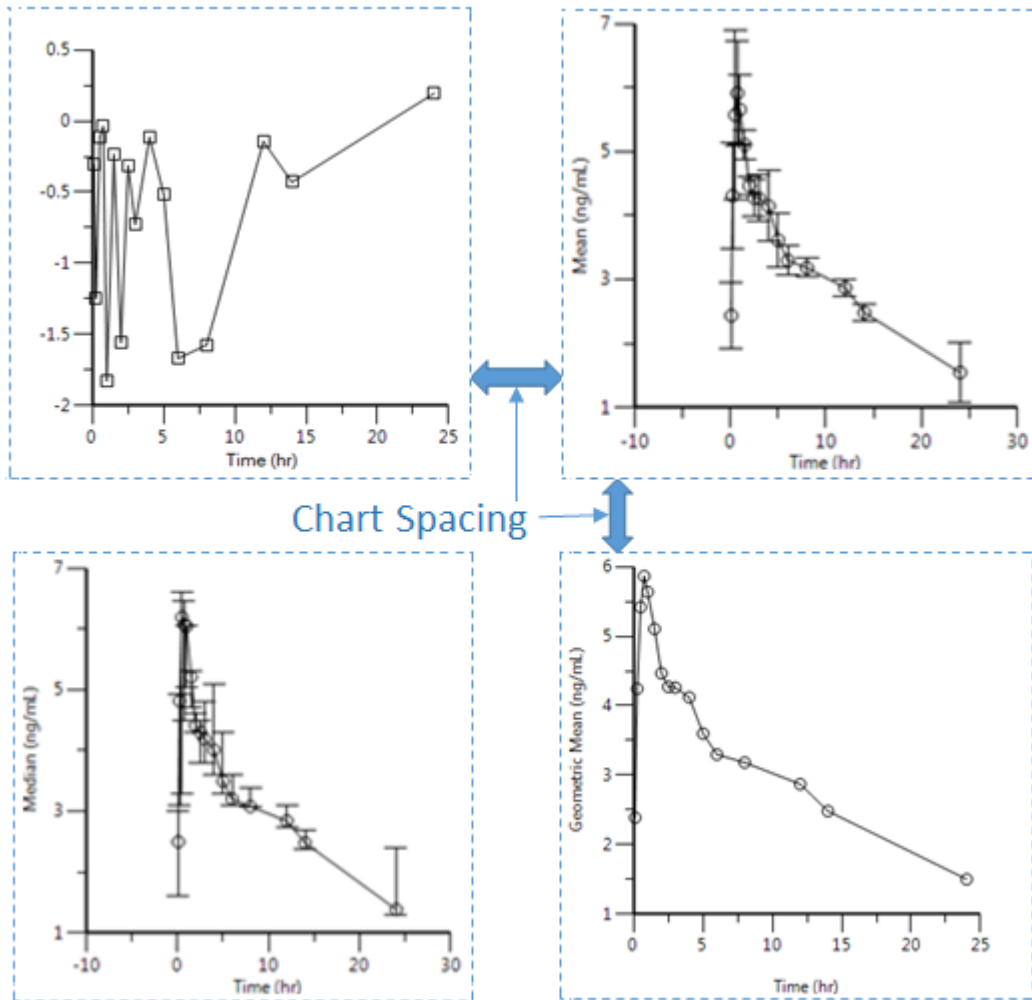 0.5
0
-0.5
-1
-1.5
-2
0 5 10 15 20 25
Time (hr)
7
5
3
1
Mean (ng/mL)
-10 0 10 20 30
Time (hr)
Chart Spacing
7
5
3
1
Median (ng/mL)
-10 0 10 20 30
Time (hr)
6
5
4
3
2
1
Geometric Mean (ng/mL)
0 5 10 15 20 25
Time (hr)